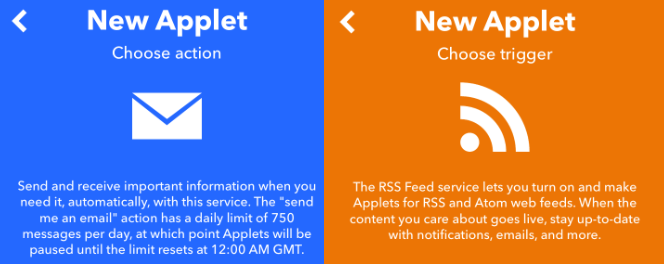 New Applet
Choose action
Send and receive important information when you
need it, automatically, with this service. The "send
me an email" action has a daily limit of 750
messages per day, at which point Applets will be
paused until the limit resets at 12:00 AM GMT.
New Applet
Choose trigger
The RSS Feed service lets you turn on and make
Applets for RSS and Atom web feeds. When the
content you care about goes live, stay up-to-date
with notifications, emails, and more.